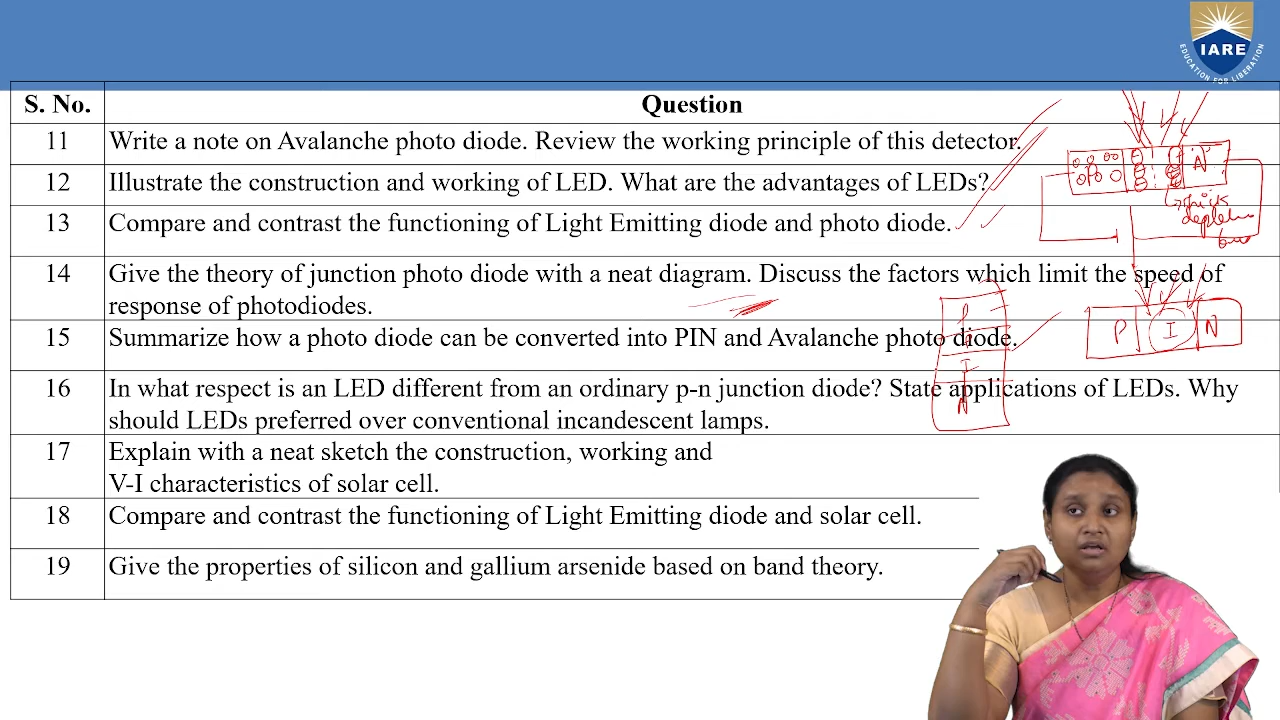 IARE
EDUCATION FOR LIBERATION
S. No. Question
11 Write a note on Avalanche photo diode. Review the working principle of this detector.
12 Illustrate the construction and working of LED. What are the advantages of LEDs?
13 Compare and contrast the functioning of Light Emitting diode and photo diode.
14 Give the theory of junction photo diode with a neat diagram. Discuss the factors which limit the speed of
response of photodiodes.
15 Summarize how a photo diode can be converted into PIN and Avalanche photo diode.
16 In what respect is an LED different from an ordinary p-n junction diode? State applications of LEDs. Why
should LEDs preferred over conventional incandescent lamps.
17 Explain with a neat sketch the construction, working and
V-I characteristics of solar cell.
18 Compare and contrast the functioning of Light Emitting diode and solar cell.
19 Give the properties of silicon and gallium arsenide based on band theory.
N
P I N
P
I
N